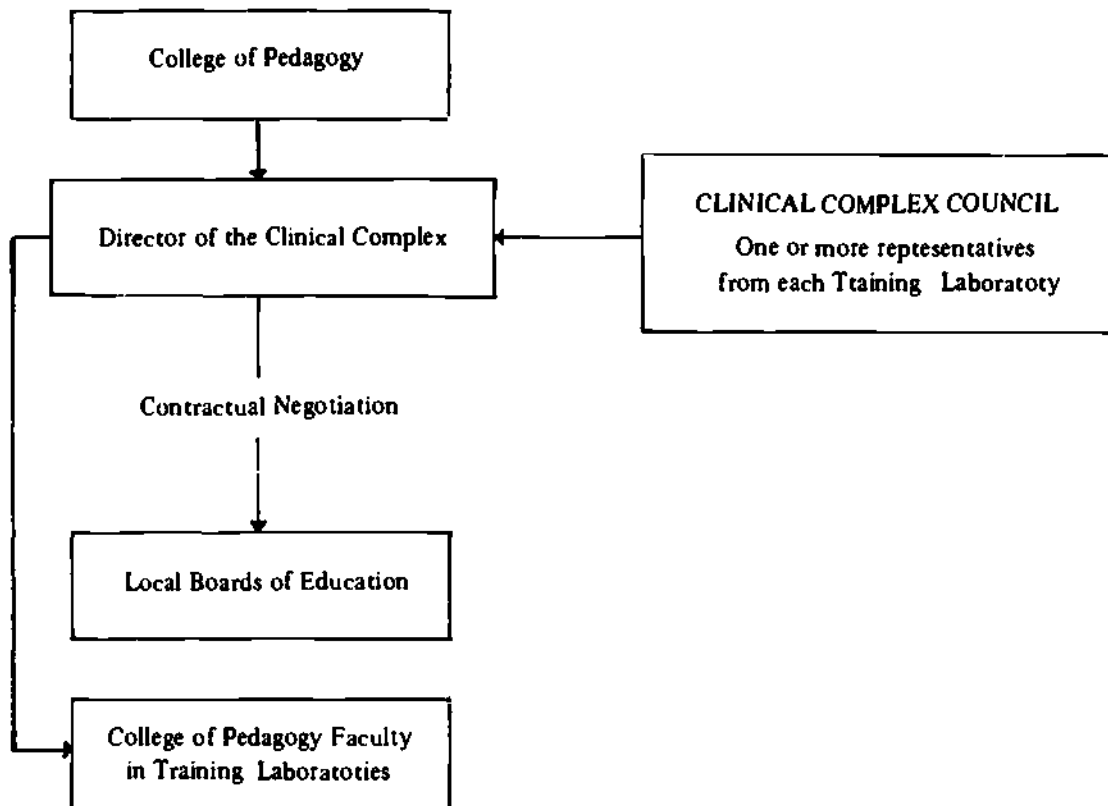 College of Pedagogy
Director of the Clinical Complex
CLINICAL COMPLEX COUNCIL
One or more representatives
from each Ttaining Laboratoty
Contractual Negotiation
Local Boards of Education
College of Pedagogy Faculty
in Training Laboratoties